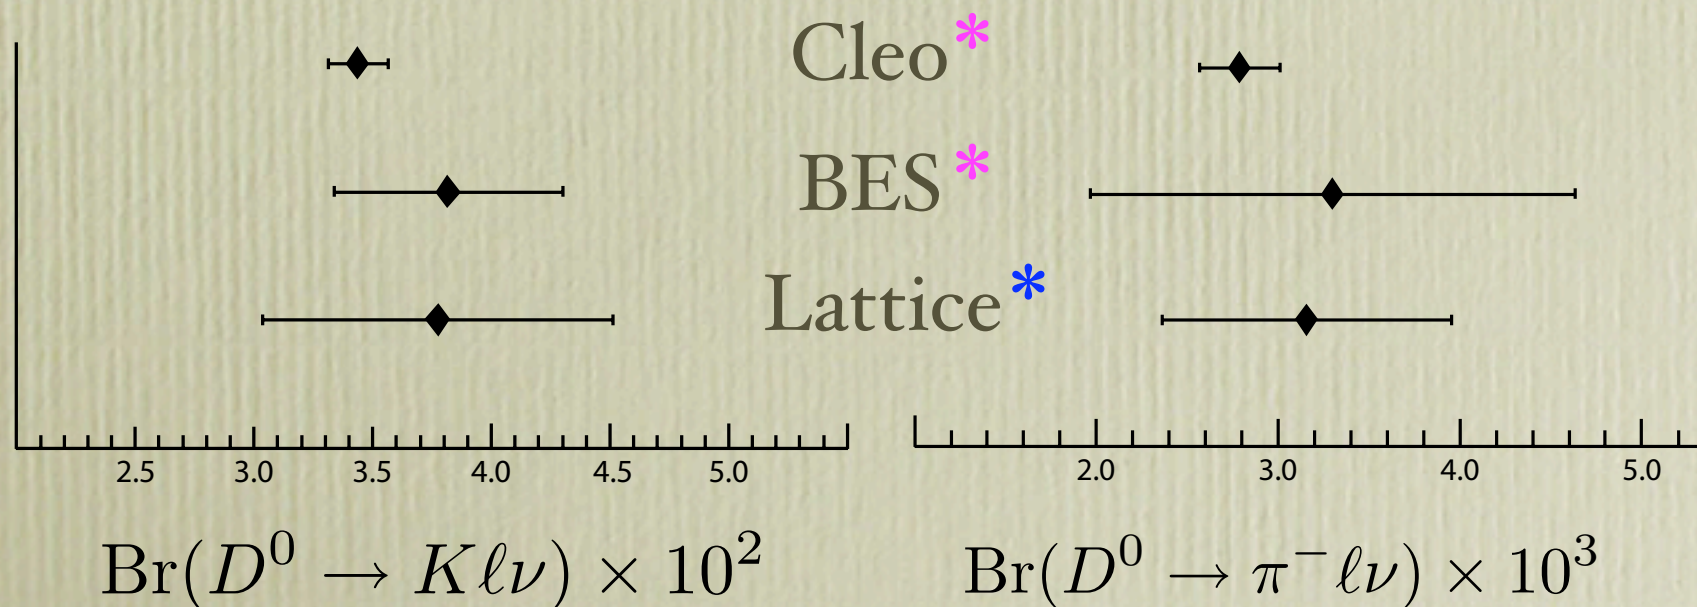 Cleo*
BES*
Lattice*
2.5 3.0 3.5 4.0 4.5 5.0
2.0 3.0 4.0 5.0
Br(D⁰ → Kℓν) × 10²
Br(D⁰ → π⁻ℓν) × 10³